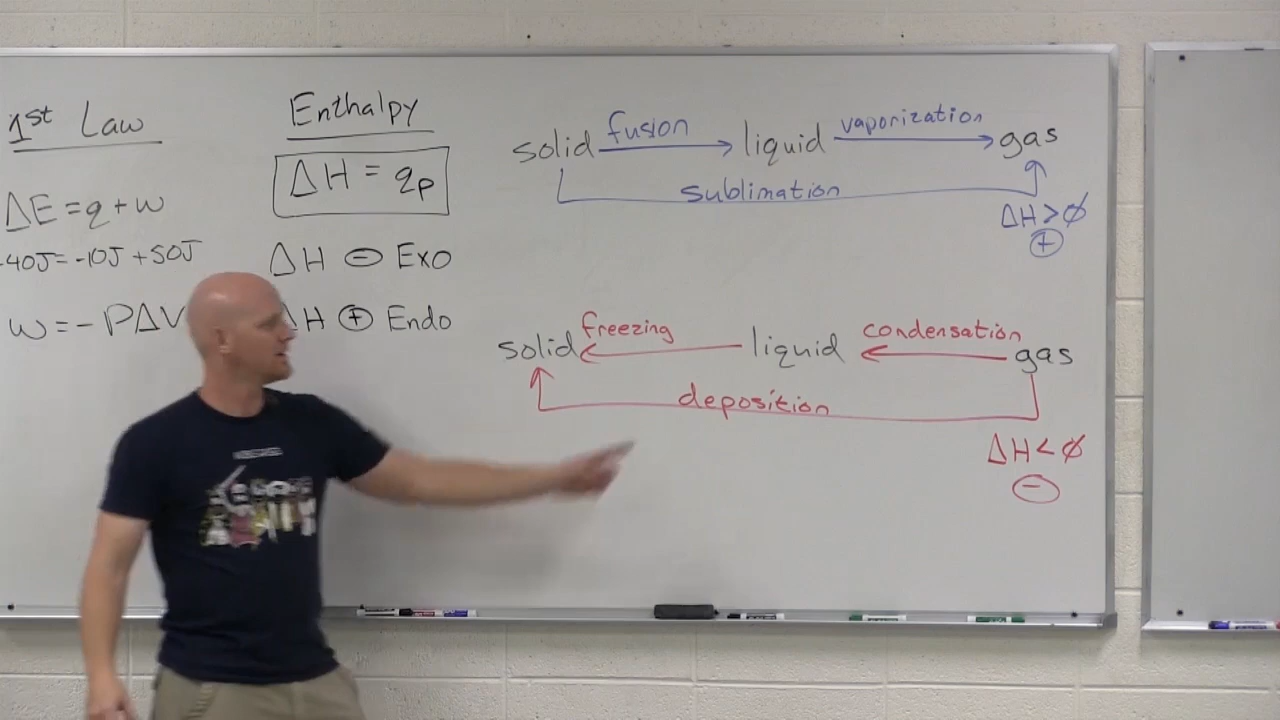 1st Law
ΔE = q + w
-40J = -10J + 50J
w = - PΔV
Enthalpy
ΔH = qp
ΔH ⊖ Exo
ΔH ⊕ Endo
solid fusion liquid vaporization gas
sublimation
ΔH > ∅
⊕
solid freezing liquid condensation gas
deposition
ΔH < ∅
⊖